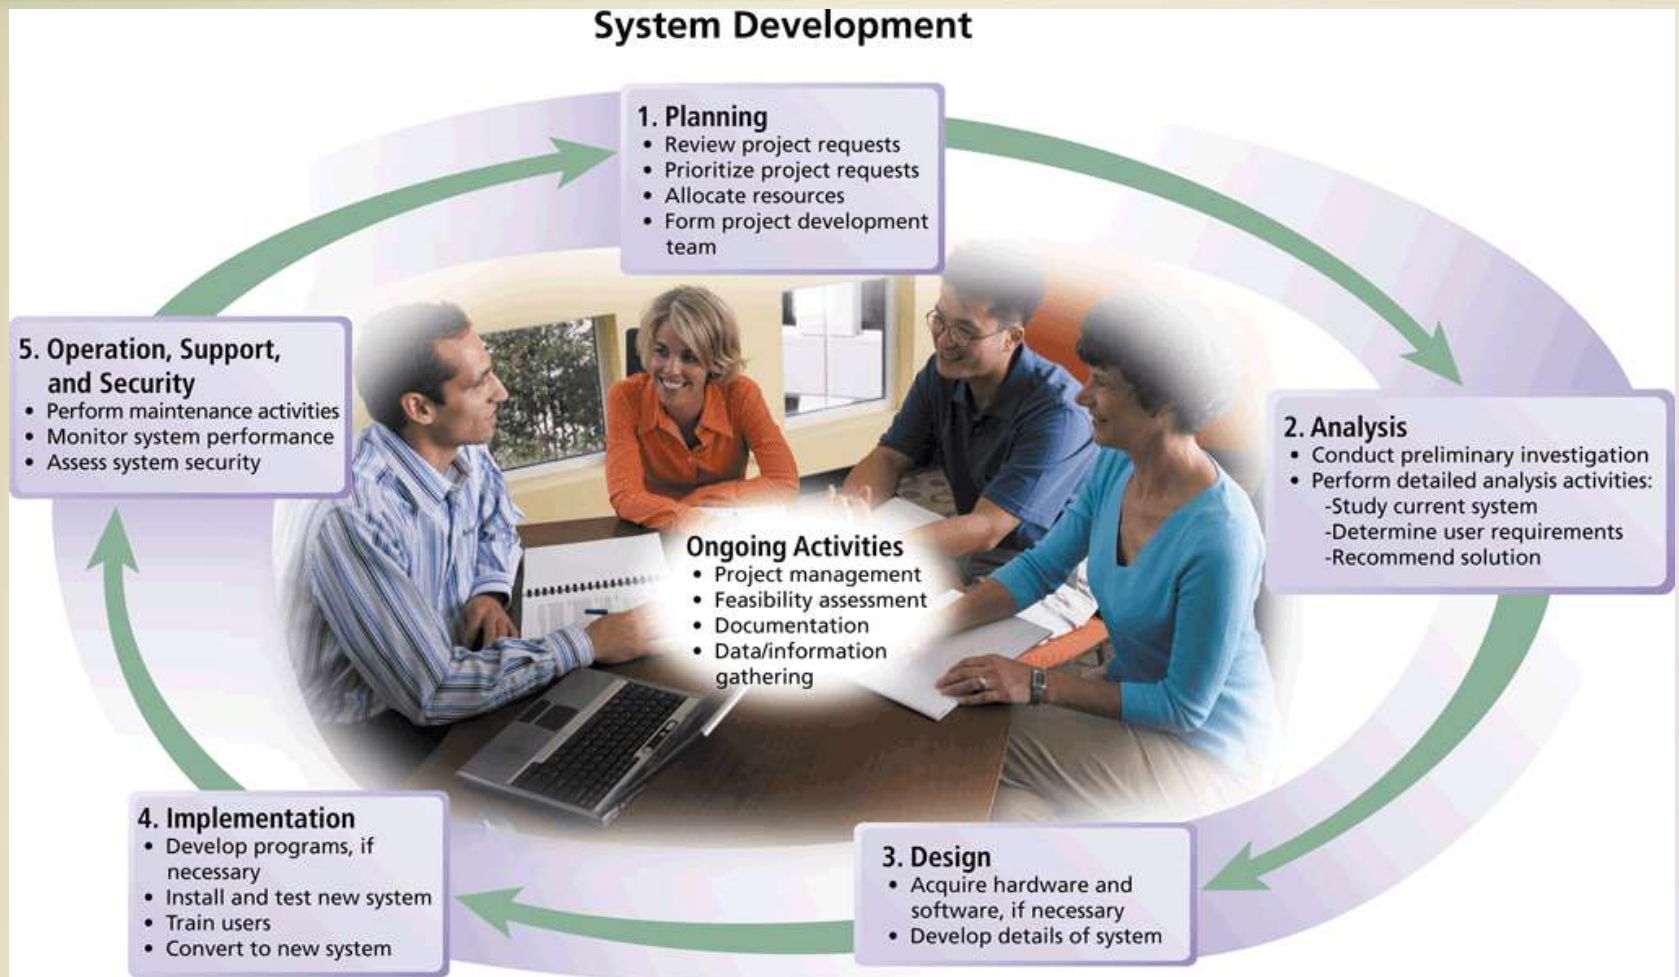 System Development
1. Planning
• Review project requests
• Prioritize project requests
• Allocate resources
• Form project development
team
2. Analysis
• Conduct preliminary investigation
• Perform detailed analysis activities:
-Study current system
-Determine user requirements
-Recommend solution
3. Design
• Acquire hardware and
software, if necessary
• Develop details of system
4. Implementation
• Develop programs, if
necessary
• Install and test new system
• Train users
• Convert to new system
5. Operation, Support,
and Security
• Perform maintenance activities
• Monitor system performance
• Assess system security
Ongoing Activities
• Project management
• Feasibility assessment
• Documentation
• Data/information
gathering